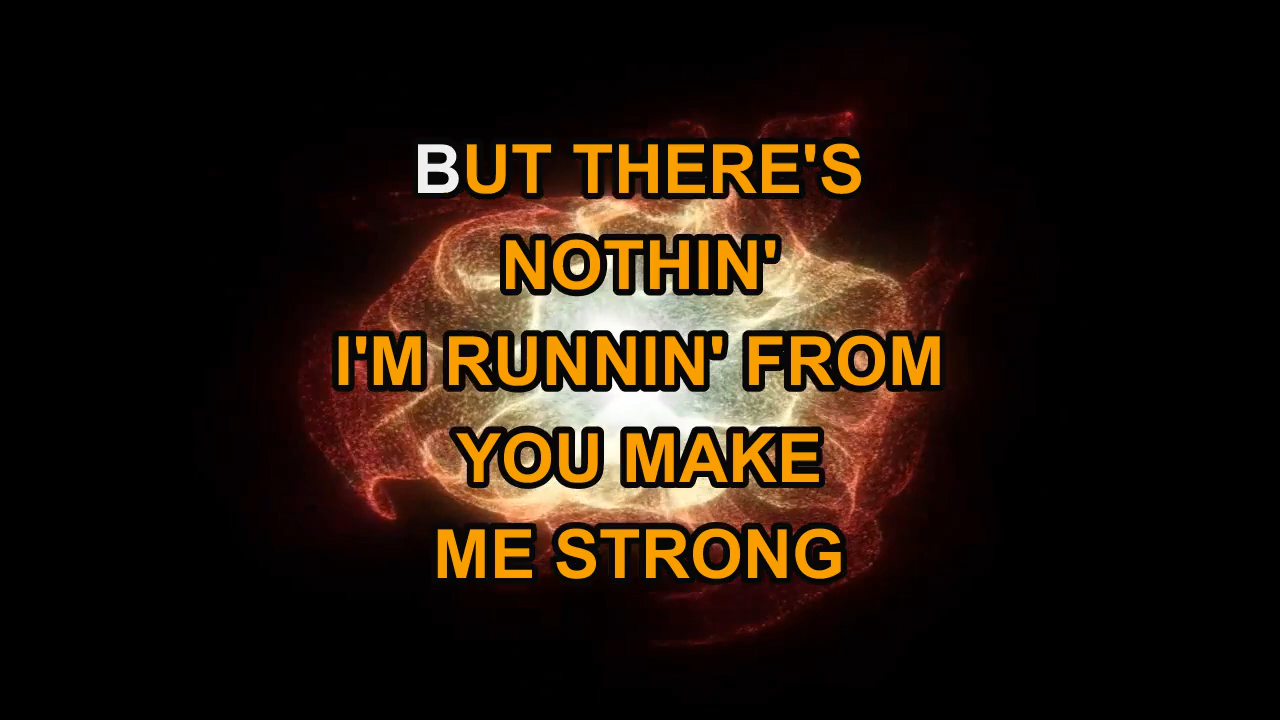 BUT THERE'S
NOTHIN'
I'M RUNNIN' FROM
YOU MAKE
ME STRONG